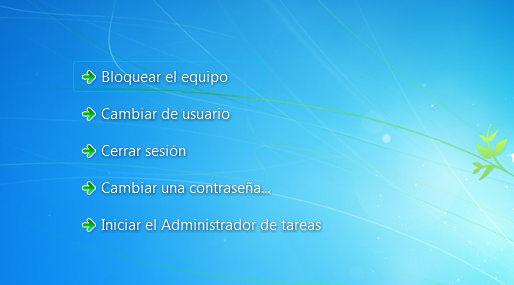 Bloquear el equipo
Cambiar de usuario
Cerrar sesión
Cambiar una contraseña...
Iniciar el Administrador de tareas